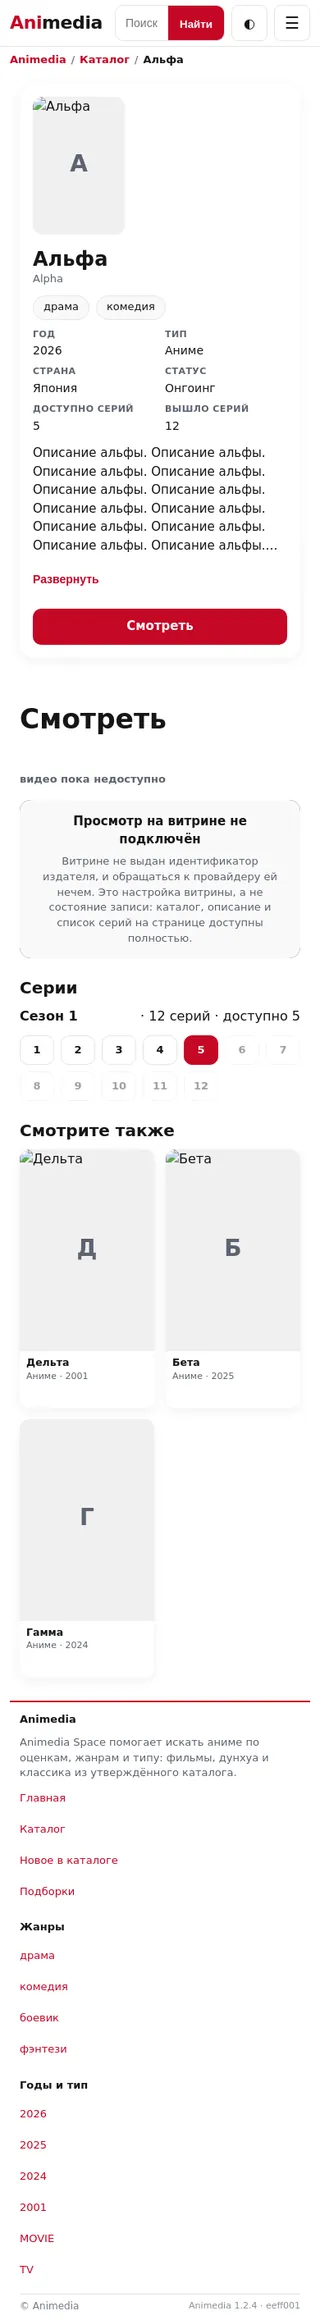 Animedia
Поиск
Найти
Animedia / Каталог / Альфа
Альфа
А
Альфа
Alpha
драма
комедия
ГОД
ТИП
2026
Аниме
СТРАНА
СТАТУС
Япония
Онгоинг
ДОСТУПНО СЕРИЙ
ВЫШЛО СЕРИЙ
5
12
Описание альфы. Описание альфы.
Описание альфы. Описание альфы.
Описание альфы. Описание альфы.
Описание альфы. Описание альфы.
Описание альфы. Описание альфы.
Описание альфы. Описание альфы.…
Развернуть
Смотреть
Смотреть
видео пока недоступно
Просмотр на витрине не
подключён
Витрине не выдан идентификатор
издателя, и обращаться к провайдеру ей
нечем. Это настройка витрины, а не
состояние записи: каталог, описание и
список серий на странице доступны
полностью.
Серии
Сезон 1 · 12 серий · доступно 5
1 2 3 4 5 6 7
8 9 10 11 12
Смотрите также
Дельта
Бета
Д
Б
Дельта
Бета
Аниме · 2001
Аниме · 2025
Г
Гамма
Аниме · 2024
Animedia
Animedia Space помогает искать аниме по
оценкам, жанрам и типу: фильмы, дунхуа и
классика из утверждённого каталога.
Главная
Каталог
Новое в каталоге
Подборки
Жанры
драма
комедия
боевик
фэнтези
Годы и тип
2026
2025
2024
2001
MOVIE
TV
© Animedia
Animedia 1.2.4 · eeff001